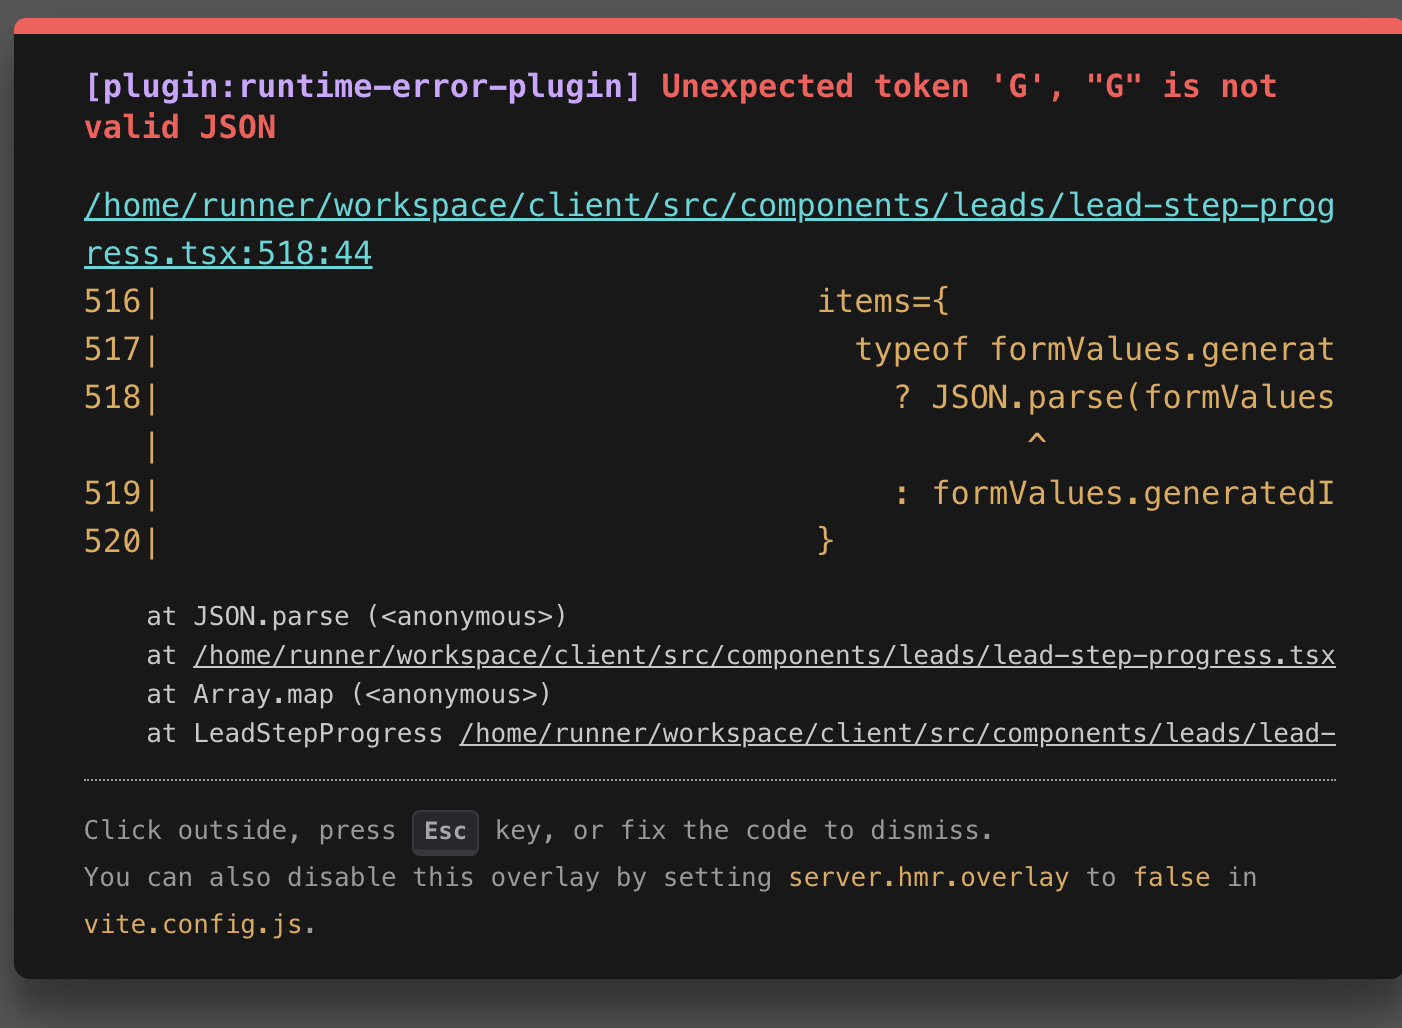 [plugin:runtime-error-plugin] Unexpected token 'G', "G" is not
valid JSON
/home/runner/workspace/client/src/components/leads/lead-step-prog
ress.tsx:518:44
516|                                   items={
517|                                     typeof formValues.generat
518|                                       ? JSON.parse(formValues
   |                                              ^
519|                                       : formValues.generatedI
520|                                   }
    at JSON.parse (<anonymous>)
    at /home/runner/workspace/client/src/components/leads/lead-step-progress.tsx
    at Array.map (<anonymous>)
    at LeadStepProgress /home/runner/workspace/client/src/components/leads/lead-
Click outside, press Esc key, or fix the code to dismiss.
You can also disable this overlay by setting server.hmr.overlay to false in
vite.config.js.